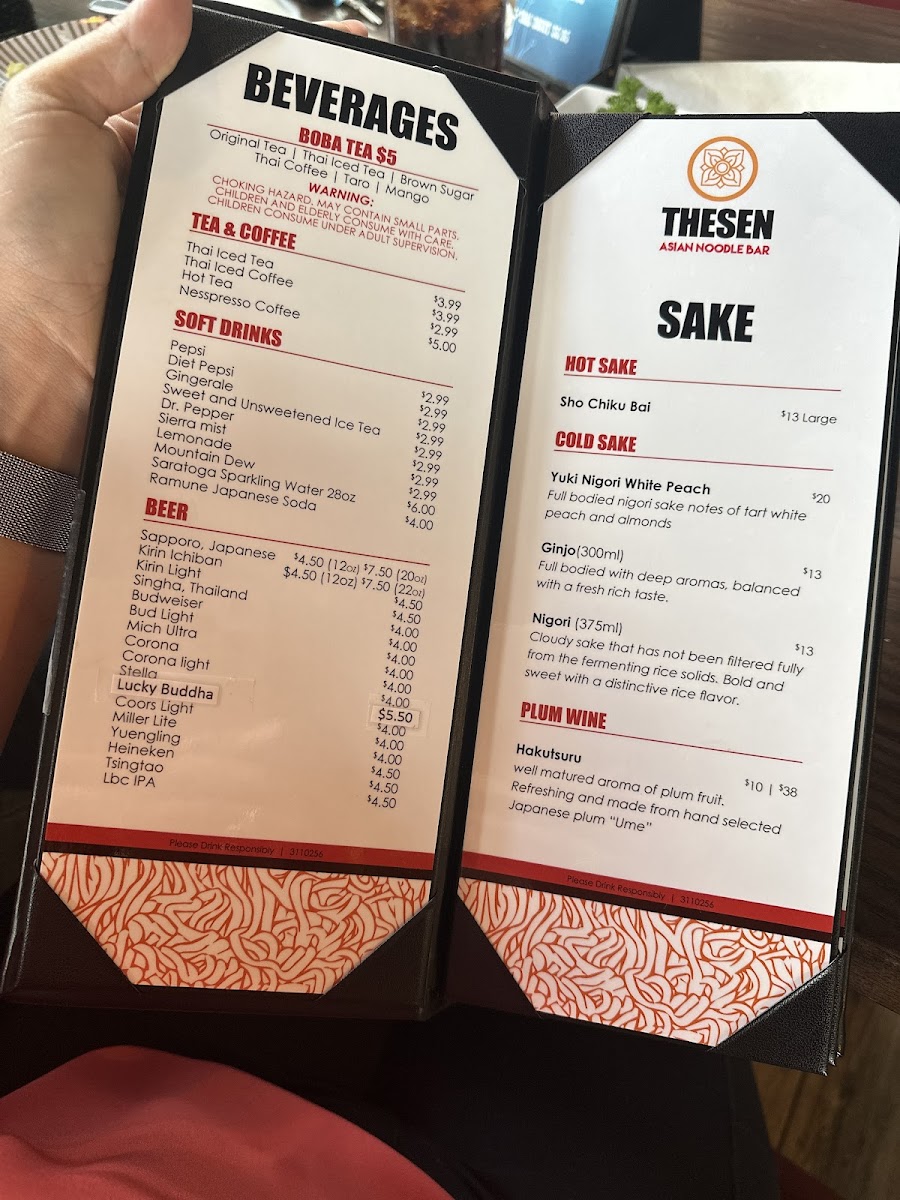 BEVERAGES
BOBA TEA $5
Original Tea | Thai Iced Tea | Brown Sugar
Thai Coffee | Taro | Mango
WARNING:
CHOKING HAZARD, MAY CONTAIN SMALL PARTS.
CHILDREN AND ELDERLY CONSUME WITH CARE.
CHILDREN CONSUME UNDER ADULT SUPERVISION.
TEA & COFFEE
Thai Iced Tea $3.99
Thai Iced Coffee $3.99
Hot Tea $2.99
Nesspresso Coffee $5.00
SOFT DRINKS
Pepsi $2.99
Diet Pepsi $2.99
Gingerale $2.99
Sweet and Unsweetened Ice Tea $2.99
Dr. Pepper $2.99
Sierra mist $2.99
Lemonade $2.99
Mountain Dew $2.99
Saratoga Sparkling Water 28oz $6.00
Ramune Japanese Soda $4.00
BEER
Sapporo, Japanese $4.50 (12oz) $7.50 (20oz)
Kirin Ichiban $4.50 (12oz) $7.50 (22oz)
Kirin Light $4.50
Singha, Thailand $4.50
Budweiser $4.00
Bud Light $4.00
Mich Ultra $4.00
Corona $4.00
Corona light $4.00
Stella $4.00
Lucky Buddha $5.50
Coors Light $4.00
Miller Lite $4.00
Yuengling $4.00
Heineken $4.50
Tsingtao $4.50
Lbc IPA $4.50
Please Drink Responsibly | 3110256
THESEN
ASIAN NOODLE BAR
SAKE
HOT SAKE
Sho Chiku Bai $13 Large
COLD SAKE
Yuki Nigori White Peach $20
Full bodied nigori sake notes of tart white
peach and almonds
Ginjo(300ml) $13
Full bodied with deep aromas, balanced
with a fresh rich taste.
Nigori (375ml) $13
Cloudy sake that has not been filtered fully
from the fermenting rice solids. Bold and
sweet with a distinctive rice flavor.
PLUM WINE
Hakutsuru $10 | $38
well matured aroma of plum fruit.
Refreshing and made from hand selected
Japanese plum “Ume”
Please Drink Responsibly | 3110256